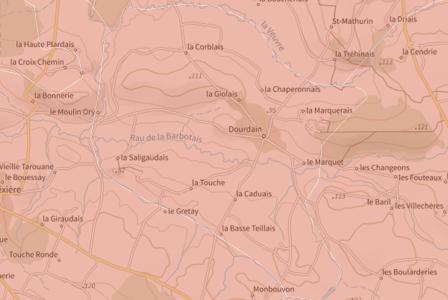 St-Mathurin
la Driais
la Veuvre
la Haute Plardais
la Corblais
la Tréhinais
la Cendrie
la Croix Chemin
.111
.113
la Bonnerie
la Giolais
la Chaperonnais
le Moulin Ory
.95
la Marquerais
Dourdain
.121
Rau de la Barbotais
la Saligaudais
le Marquet
Vieille Tarouane
les Changeons
le Bouessay
la Touche
les Fouteaux
la Caduais
.113
le Baril
les Villechères
le Gretay
la Giraudais
la Basse Teillais
Touche Ronde
les Boularderies
.120
Monbouvon